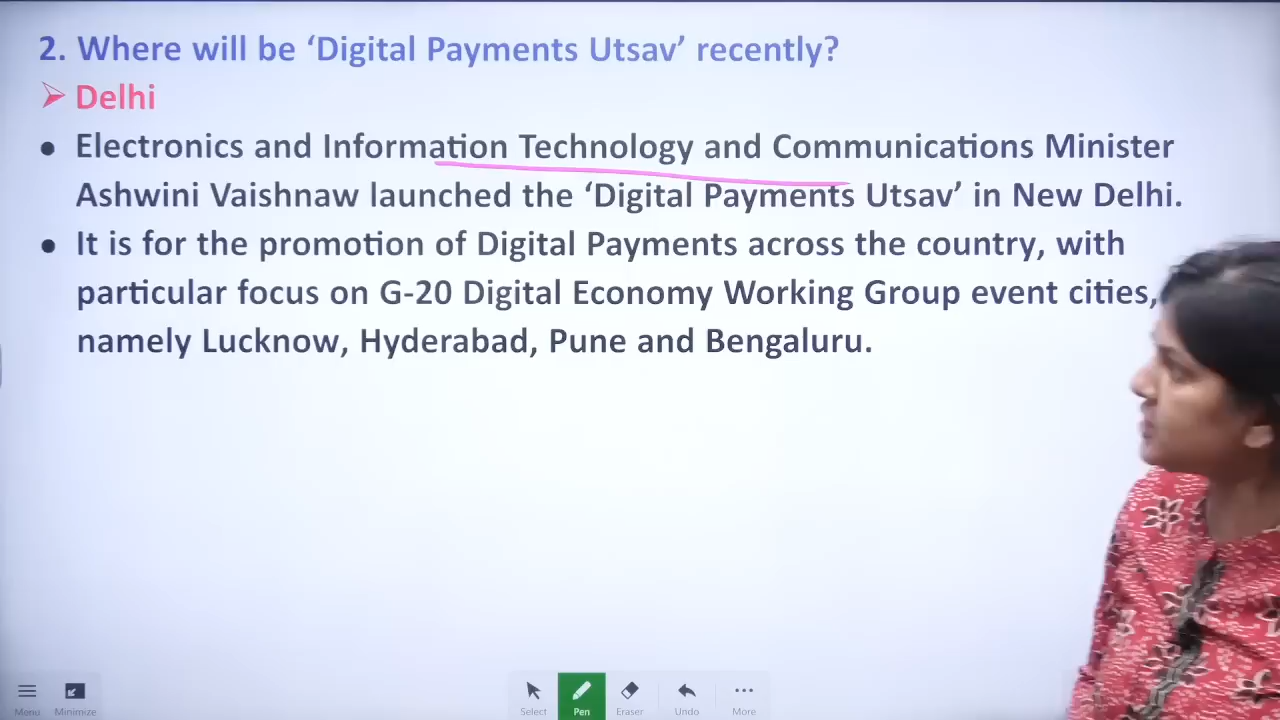 2. Where will be ‘Digital Payments Utsav’ recently?
➢ Delhi
• Electronics and Information Technology and Communications Minister
Ashwini Vaishnaw launched the ‘Digital Payments Utsav’ in New Delhi.
• It is for the promotion of Digital Payments across the country, with
particular focus on G-20 Digital Economy Working Group event cities,
namely Lucknow, Hyderabad, Pune and Bengaluru.
Menu Minimize Select Pen Eraser Undo More